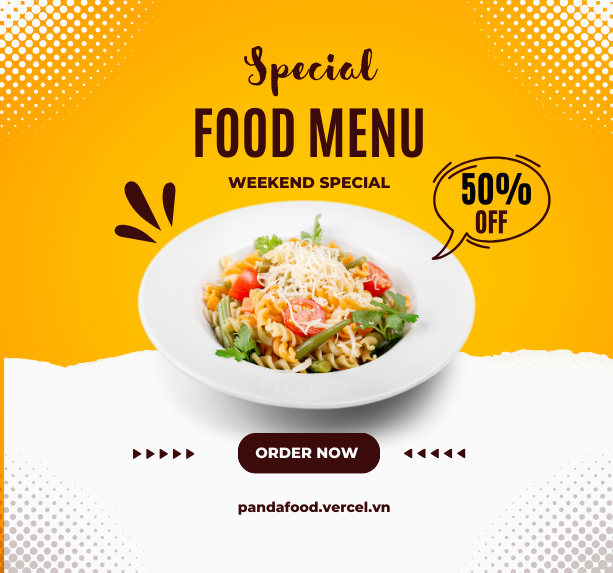 Special
FOOD MENU
WEEKEND SPECIAL
50%
OFF
ORDER NOW
pandafood.vercel.vn